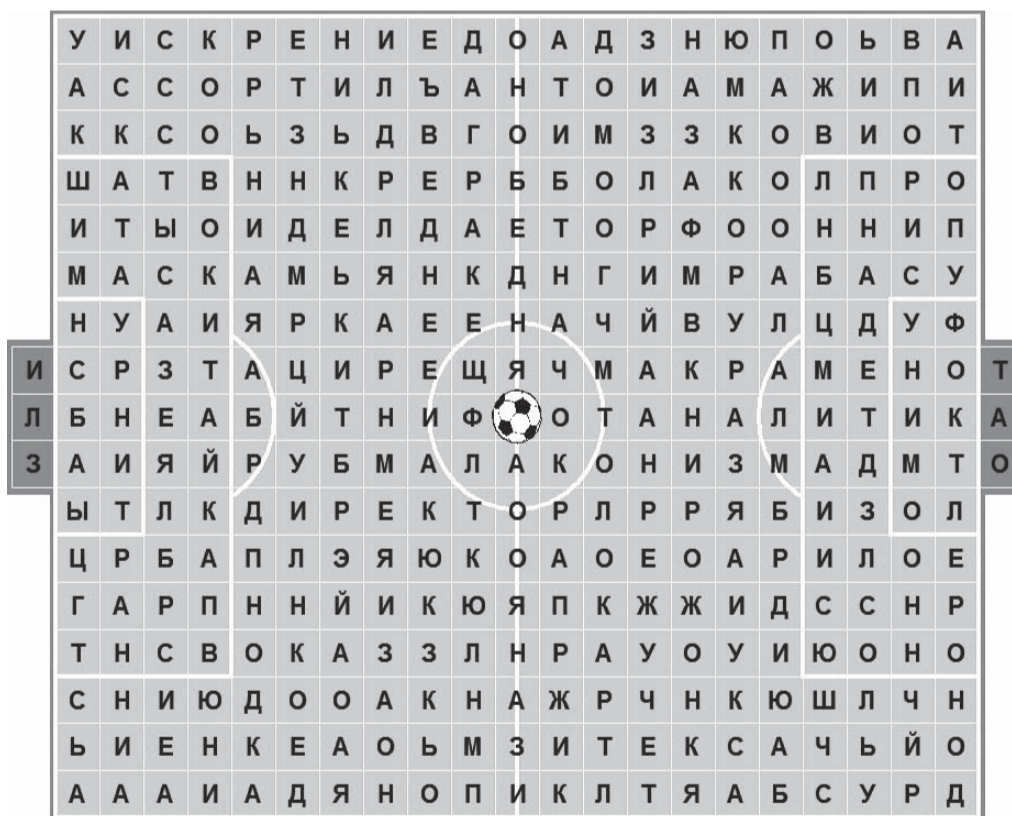 У И С К Р Е Н И Е Д О А Д З Н Ю П О Ь В А
А С С О Р Т И Л Ъ А Н Т О И А М А Ж И П И
К К С О Ь З Ь Д В Г О И М З З К О В И О Т
Ш А Т В Н Н К Р Е Р Б Б О Л А К О Л П Р О
И Т Ы О И Д Е Л Д А Е Т О Р Ф О О Н Н И П
М А С К А М Ь Я Н К Д Н Г И М Р А Б А С У
Н У А И Я Р К А Е Е Н А Ч Й В У Л Ц Д У Ф
И С Р З Т А Ц И Р Е Щ Я Ч М А К Р А М Е Н О Т
Л Б Н Е А Б Й Т Н И Ф О Т А Н А Л И Т И К А
З А И Я Й Р У Б М А Л А К О Н И З М А Д М Т О
Ы Т Л К Д И Р Е К Т О Р Л Р Р Я Б И З О Л
Ц Р Б А П Л Э Я Ю К О А О Е О А Р И Л О Е
Г А Р П Н Н Й И К Ю Я П К Ж Ж И Д С С Н Р
Т Н С В О К А З З Л Н Р А У О У И Ю О Н О
С Н И Ю Д О О А К Н А Ж Р Ч Н К Ю Ш Л Ч Н
Ь И Е Н К Е А О Ь М З И Т Е К С А Ч Ь Й О
А А А И А Д Я Н О П И К Л Т Я А Б С У Р Д